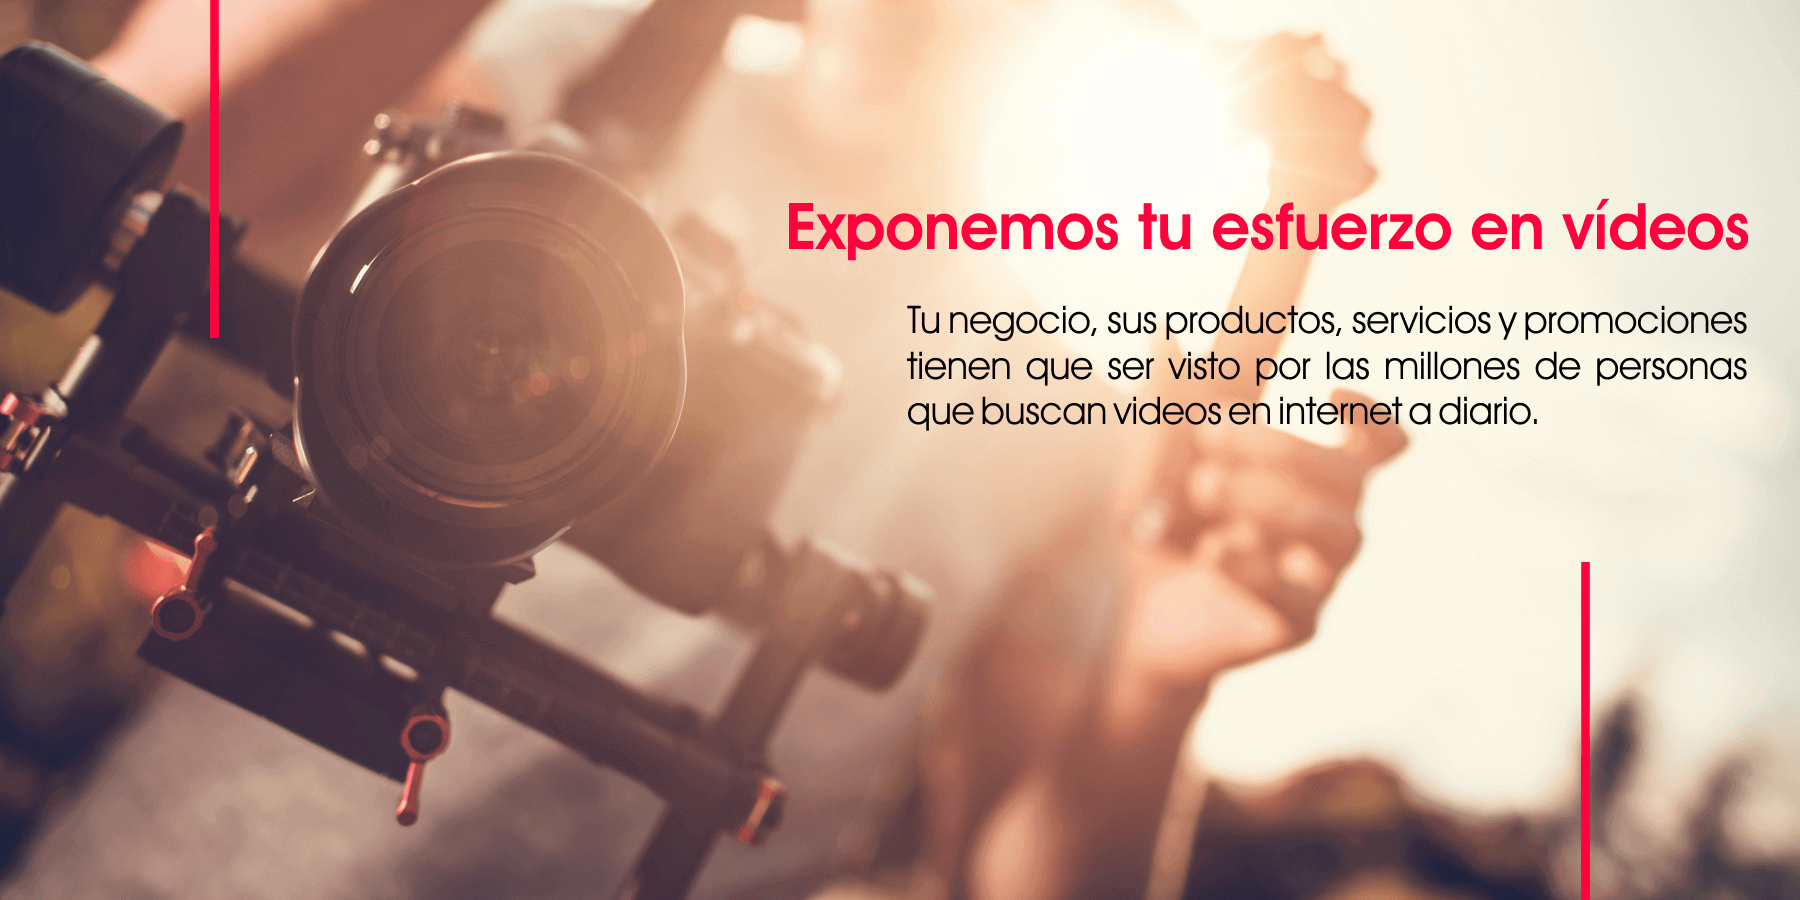 Exponemos tu esfuerzo en vídeos
Tu negocio, sus productos, servicios y promociones
tienen que ser visto por las millones de personas
que buscan videos en internet a diario.